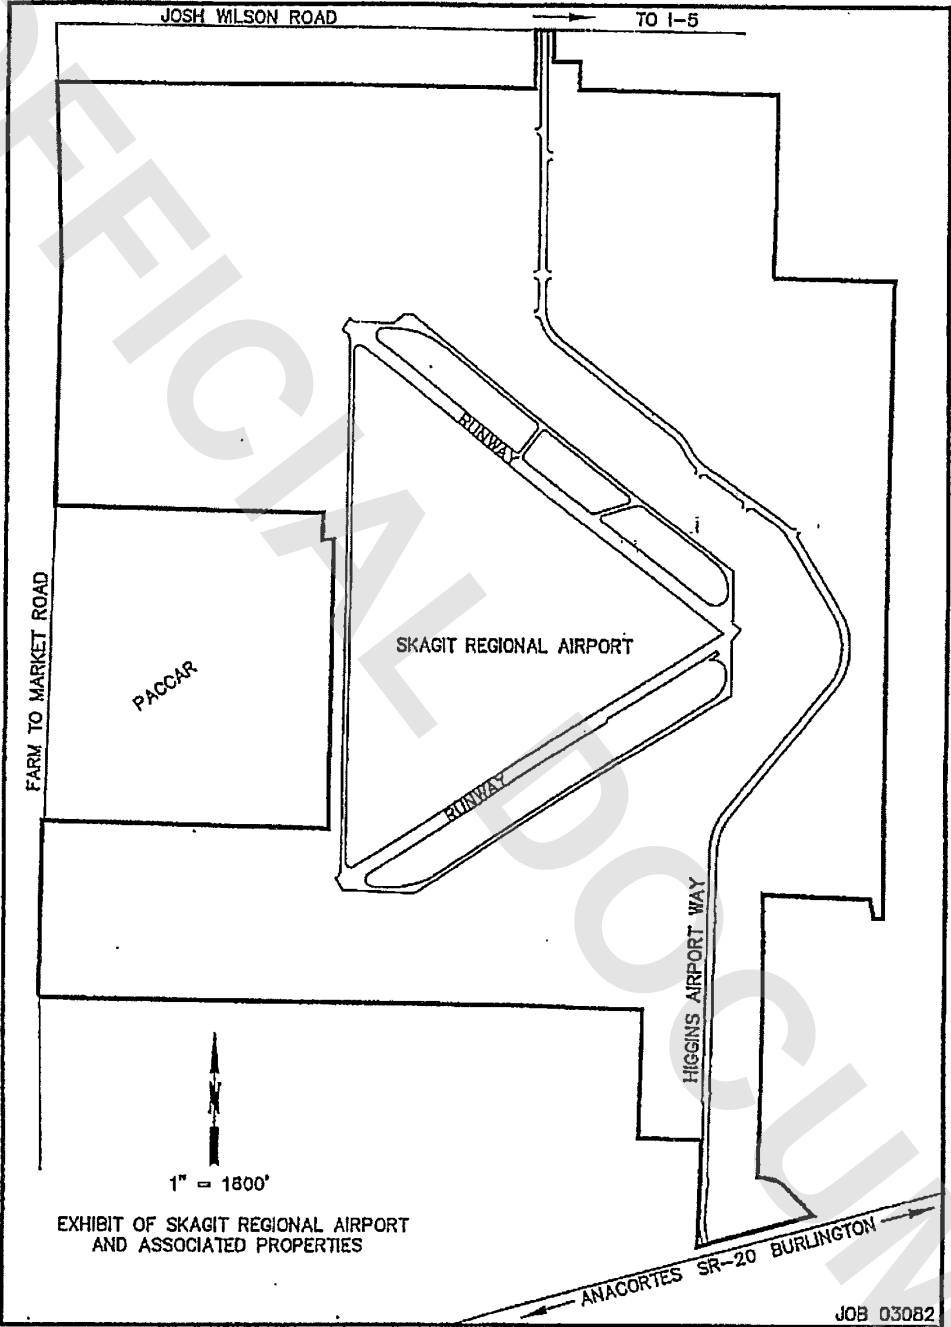 JOSH WILSON ROAD
TO I-5
RUNWAY
SKAGIT REGIONAL AIRPORT
FARM TO MARKET ROAD
PACCAR
RUNWAY
HIGGINS AIRPORT WAY
N
1" = 1600'
EXHIBIT OF SKAGIT REGIONAL AIRPORT
AND ASSOCIATED PROPERTIES
ANACORTES SR-20 BURLINGTON
JOB 03082
OFFICIAL DOCUM